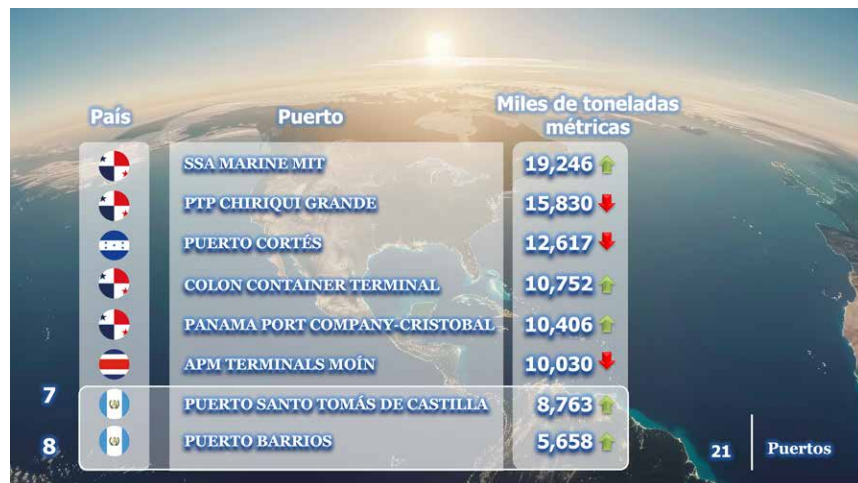 País Puerto Miles de toneladas
métricas
SSA MARINE MIT 19,246
PTP CHIRIQUI GRANDE 15,830
PUERTO CORTÉS 12,617
COLON CONTAINER TERMINAL 10,752
PANAMA PORT COMPANY-CRISTOBAL 10,406
APM TERMINALS MOÍN 10,030
7 PUERTO SANTO TOMÁS DE CASTILLA 8,763
8 PUERTO BARRIOS 5,658
21 Puertos